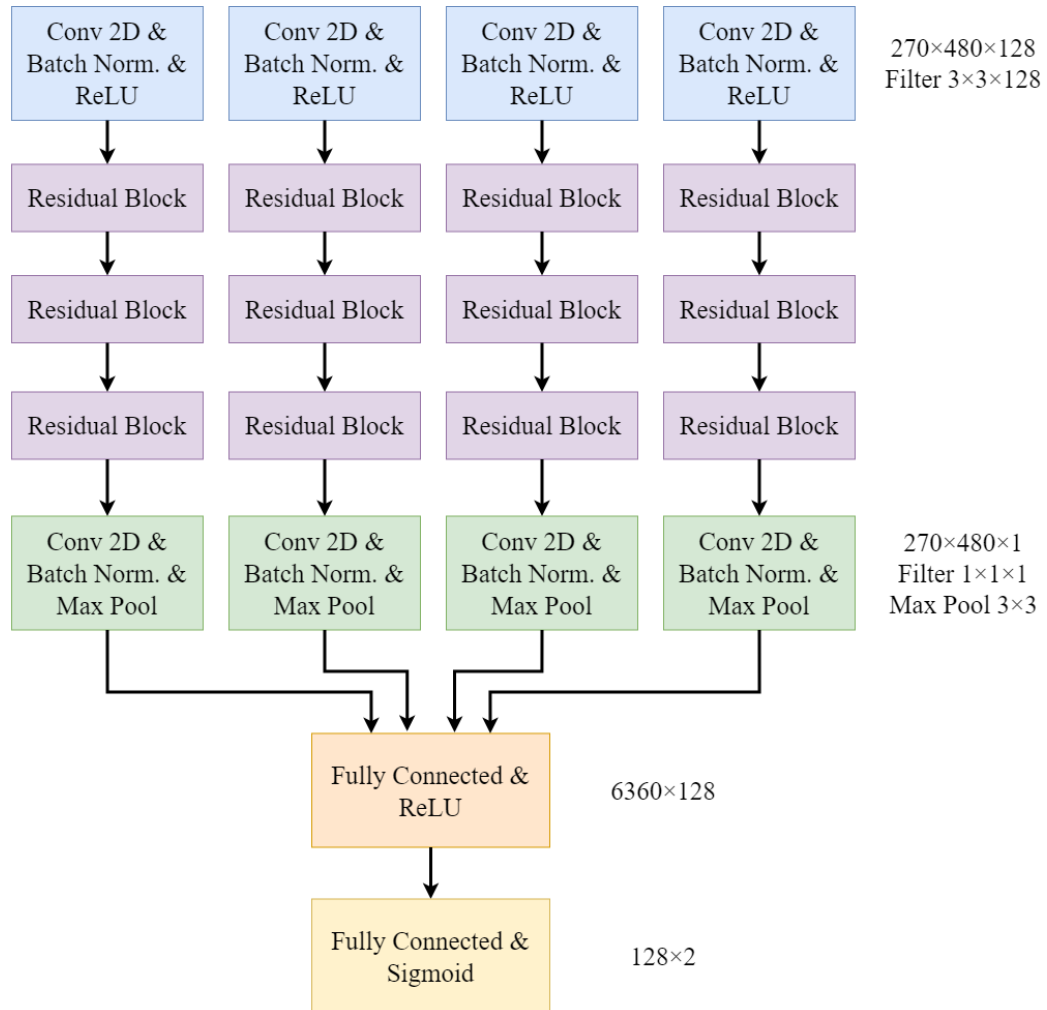 Conv 2D &
Batch Norm. &
ReLU
Conv 2D &
Batch Norm. &
ReLU
Conv 2D &
Batch Norm. &
ReLU
Conv 2D &
Batch Norm. &
ReLU
270×480×128
Filter 3×3×128
Residual Block
Residual Block
Residual Block
Residual Block
Residual Block
Residual Block
Residual Block
Residual Block
Residual Block
Residual Block
Residual Block
Residual Block
Conv 2D &
Batch Norm. &
Max Pool
Conv 2D &
Batch Norm. &
Max Pool
Conv 2D &
Batch Norm. &
Max Pool
Conv 2D &
Batch Norm. &
Max Pool
270×480×1
Filter 1×1×1
Max Pool 3×3
Fully Connected &
ReLU
6360×128
Fully Connected &
Sigmoid
128×2